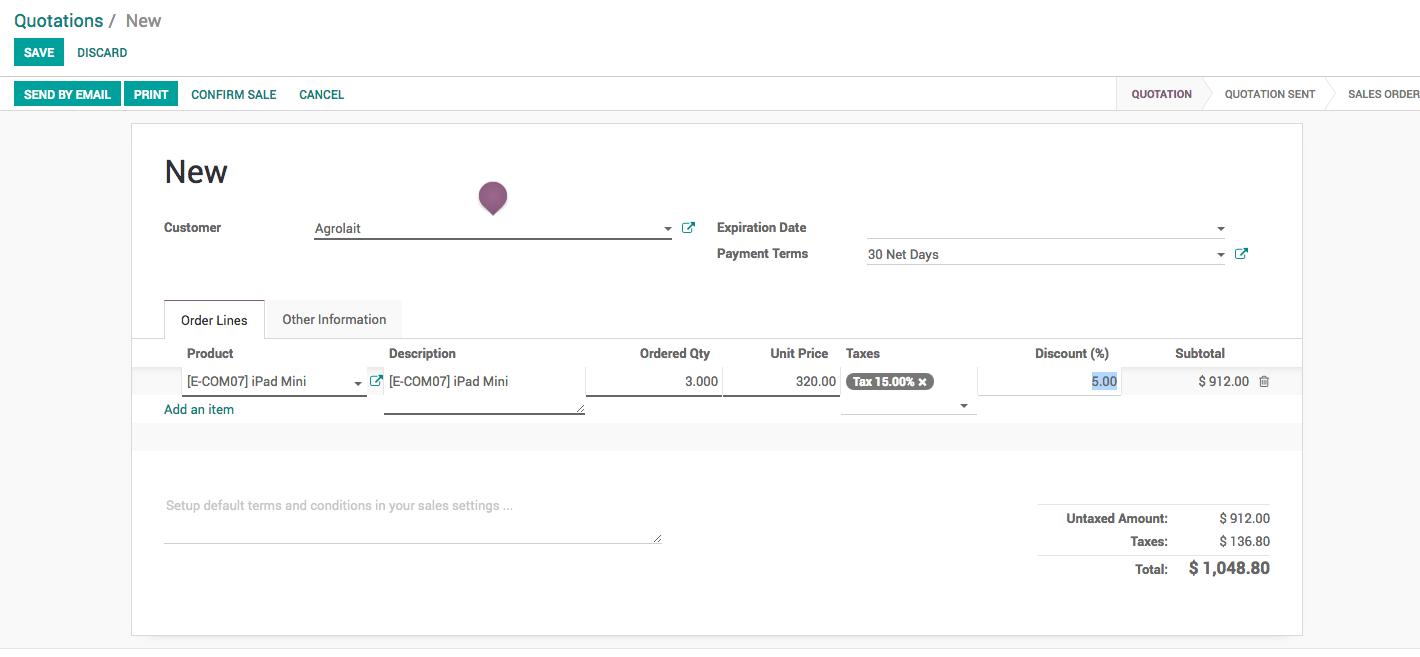 Quotations / New
SAVE DISCARD
SEND BY EMAIL PRINT CONFIRM SALE CANCEL QUOTATION QUOTATION SENT SALES ORDER
New
Customer Agrolait Expiration Date
Payment Terms 30 Net Days
Order Lines Other Information
Product Description Ordered Qty Unit Price Taxes Discount (%) Subtotal
[E-COM07] iPad Mini [E-COM07] iPad Mini 3.000 320.00 Tax 15.00% × 5.00 $ 912.00
Add an item
Setup default terms and conditions in your sales settings ...
Untaxed Amount: $ 912.00
Taxes: $ 136.80
Total: $ 1,048.80